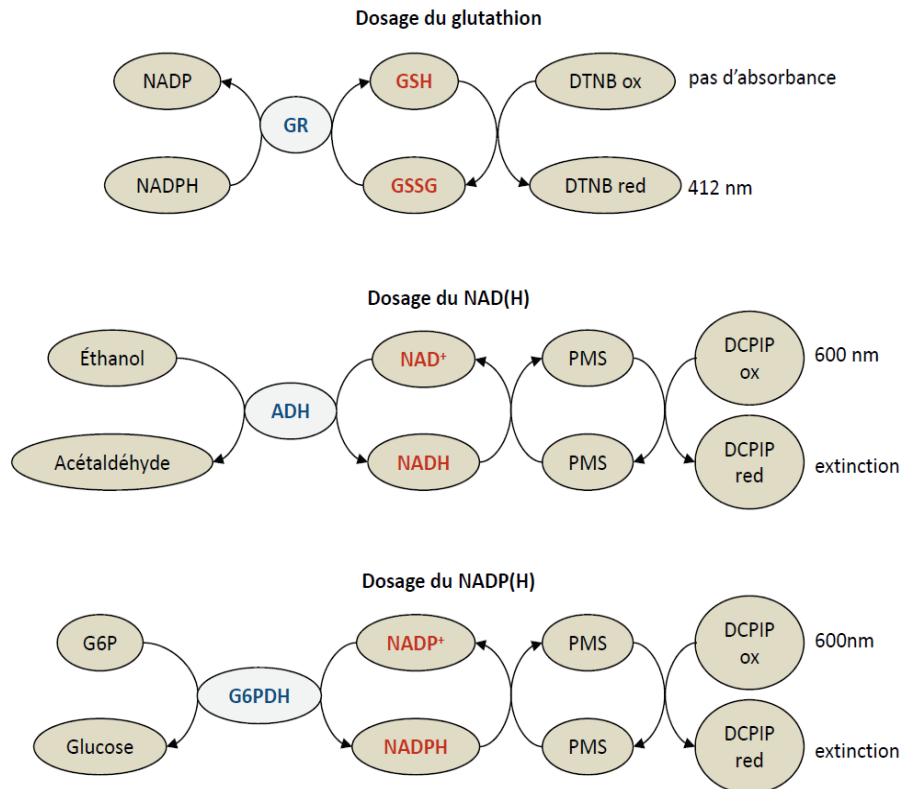 Dosage du glutathion
NADP
GSH
DTNB ox
pas d'absorbance
GR
NADPH
GSSG
DTNB red
412 nm
Dosage du NAD(H)
Éthanol
NAD⁺
PMS
DCPIP
ox
600 nm
ADH
Acétaldéhyde
NADH
PMS
DCPIP
red
extinction
Dosage du NADP(H)
G6P
NADP⁺
PMS
DCPIP
ox
600nm
G6PDH
Glucose
NADPH
PMS
DCPIP
red
extinction